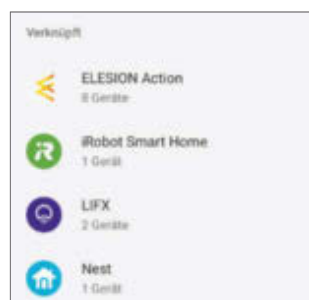 Verknüpft
ELESION Action
8 Geräte
iRobot Smart Home
1 Gerät
LIFX
2 Geräte
Nest
1 Gerät